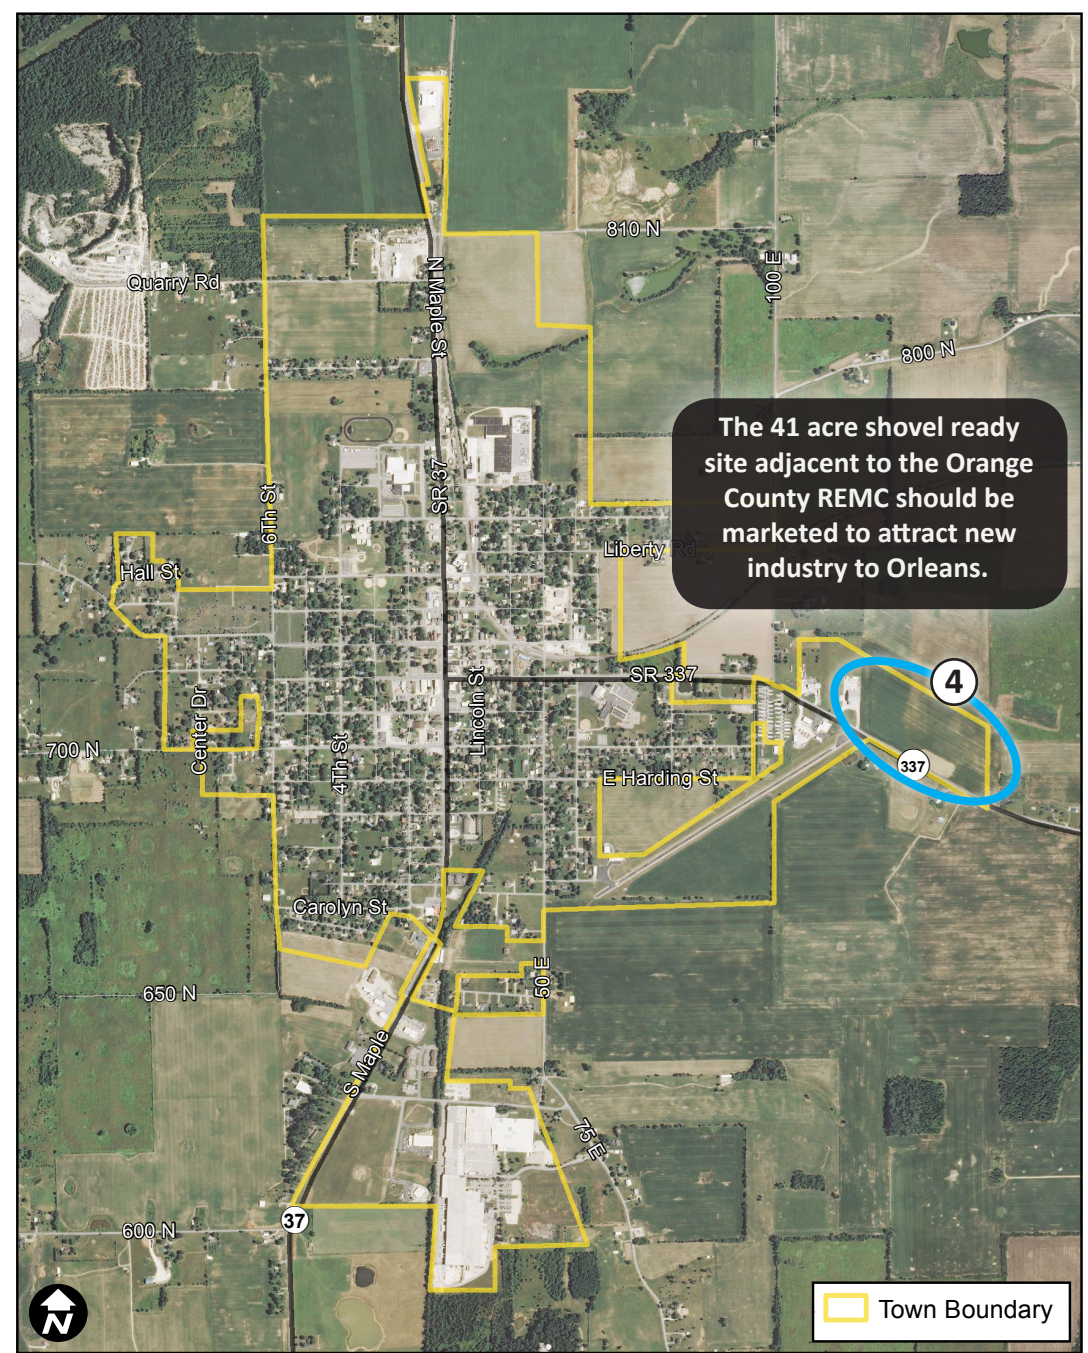 810 N
Quarry Rd
N Maple St
100 E
800 N
The 41 acre shovel ready
site adjacent to the Orange
County REMC should be
marketed to attract new
industry to Orleans.
SR 37
6Th St
Liberty Rd
Hall St
SR 337
4
Lincoln St
Center Dr
700 N
4Th St
E Harding St
337
Carolyn St
650 N
50 E
S Maple
75 E
37
600 N
N
Town Boundary